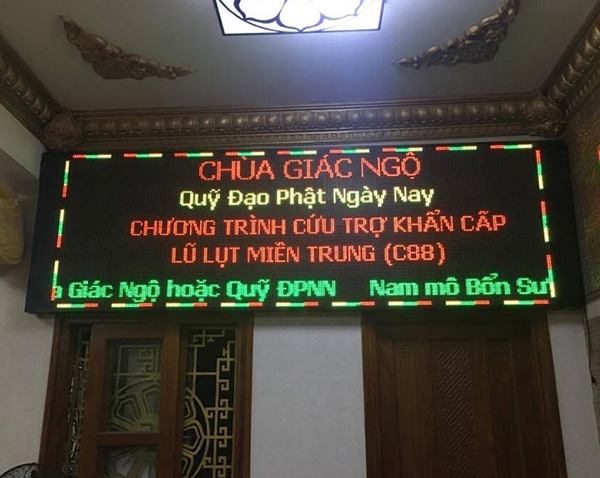 CHÙA GIÁC NGỘ
Quỹ Đạo Phật Ngày Nay
CHƯƠNG TRÌNH CỨU TRỢ KHẨN CẤP
LŨ LỤT MIỀN TRUNG (C88)
a Giác Ngộ hoặc Quỹ ĐPNN Nam mô Bổn Sư